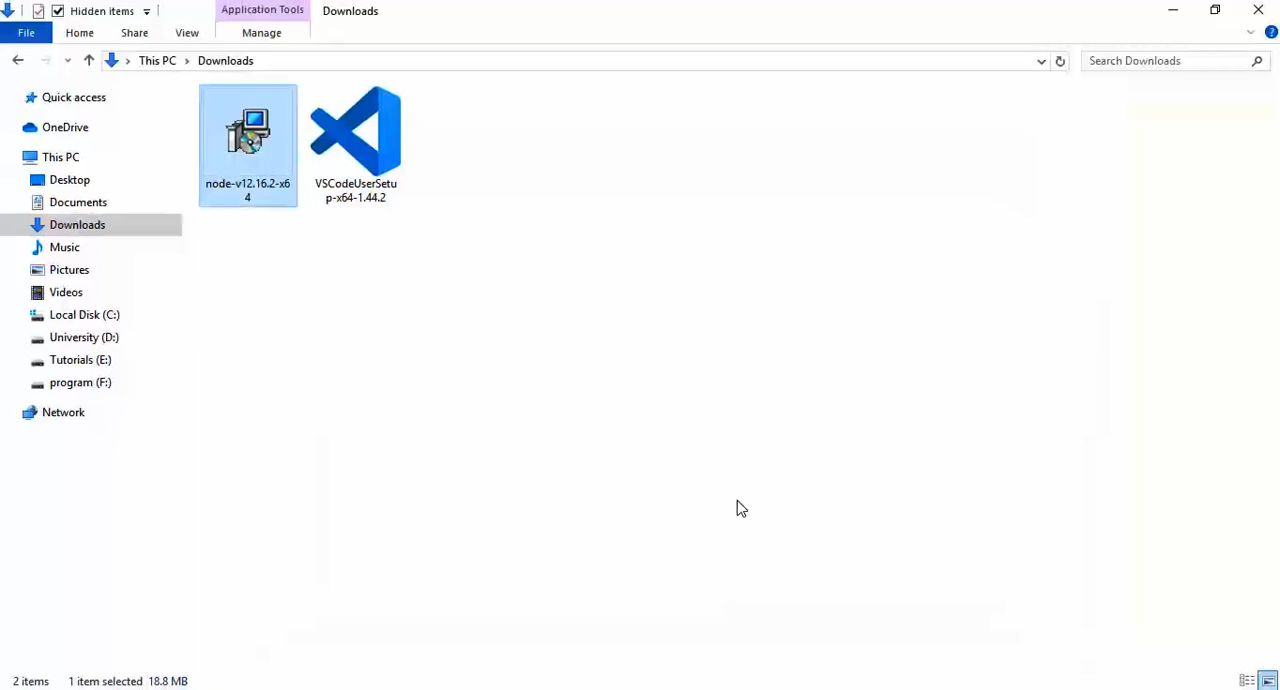 Hidden items
Application Tools
Downloads
File
Home
Share
View
Manage
This PC
Downloads
Search Downloads
Quick access
OneDrive
This PC
Desktop
Documents
Downloads
Music
Pictures
Videos
Local Disk (C:)
University (D:)
Tutorials (E:)
program (F:)
Network
node-v12.16.2-x6
4
VSCodeUserSetu
p-x64-1.44.2
2 items
1 item selected 18.8 MB